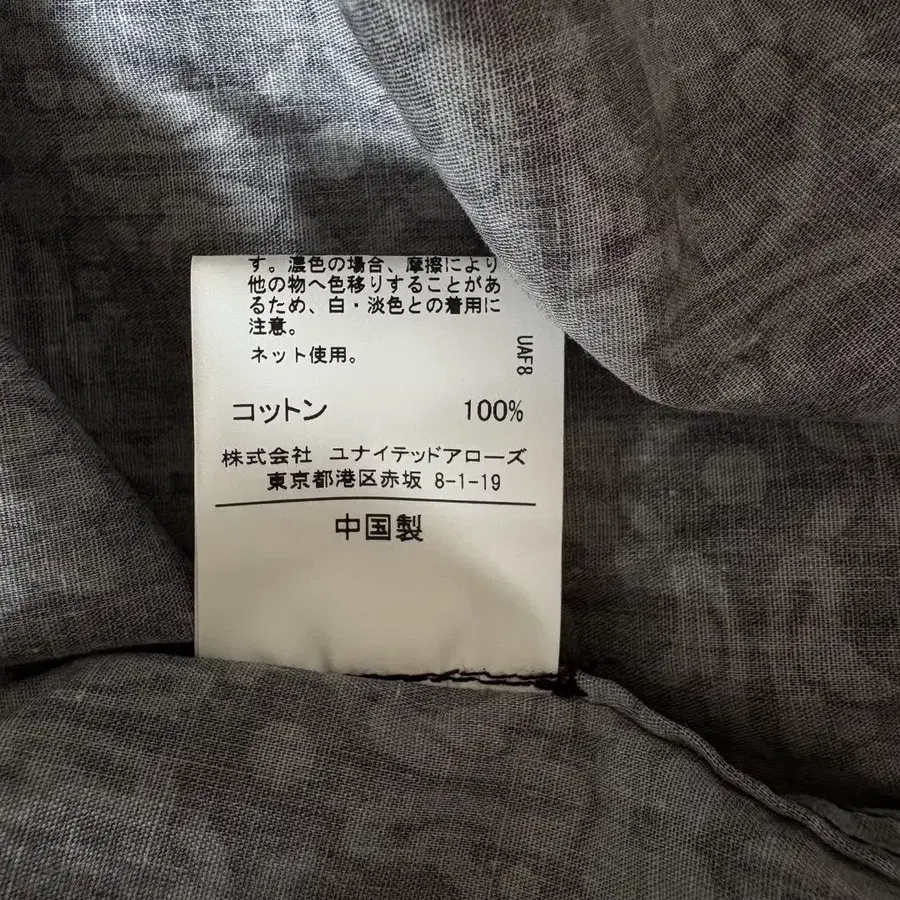 す。濃色の場合、摩擦により
他の物へ色移りすることがあ
るため、白・淡色との着用に
注意。
ネット使用。
UAF8
コットン 100%
株式会社 ユナイテッドアローズ
東京都港区赤坂 8-1-19
中国製